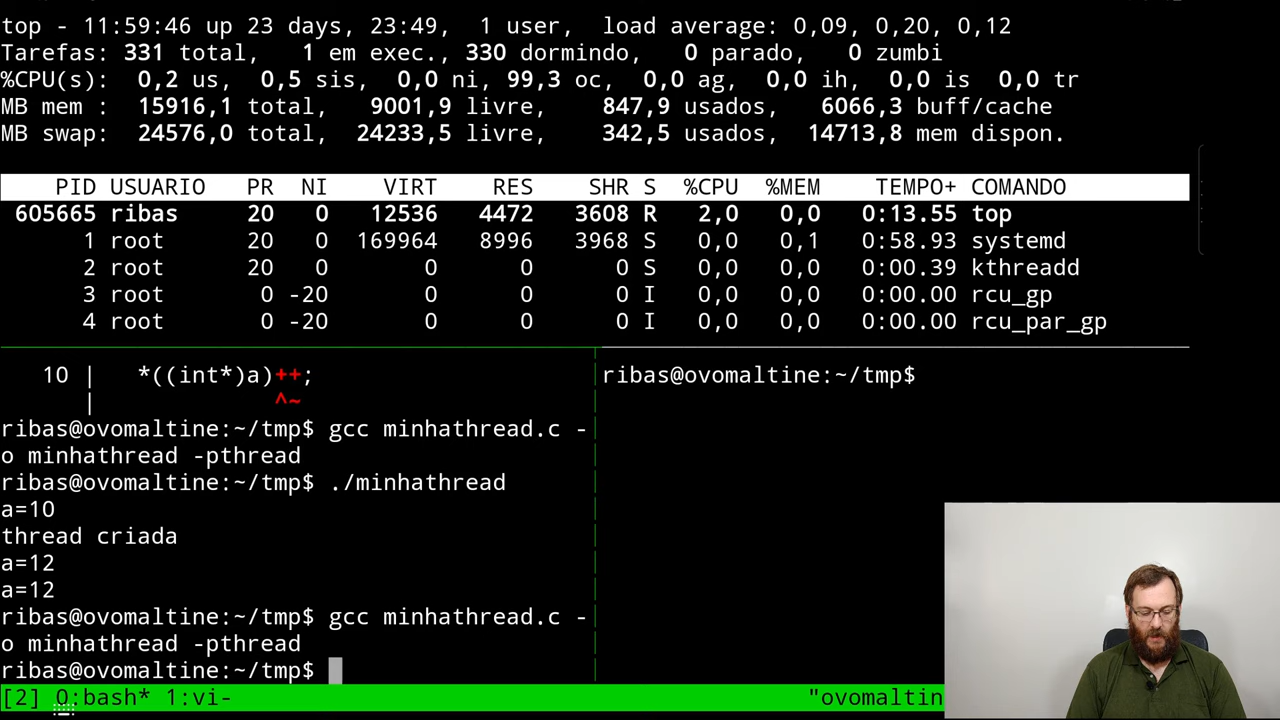 top - 11:59:46 up 23 days, 23:49,  1 user,  load average: 0,09, 0,20, 0,12
Tarefas: 331 total,   1 em exec., 330 dormindo,   0 parado,   0 zumbi
%CPU(s):  0,2 us,  0,5 sis,  0,0 ni, 99,3 oc,  0,0 ag,  0,0 ih,  0,0 is  0,0 tr
MB mem :  15916,1 total,   9001,9 livre,    847,9 usados,   6066,3 buff/cache
MB swap:  24576,0 total,  24233,5 livre,    342,5 usados,  14713,8 mem dispon.
PID USUARIO   PR  NI    VIRT    RES    SHR S  %CPU  %MEM    TEMPO+ COMANDO
605665 ribas     20   0   12536   4472   3608 R   2,0   0,0   0:13.55 top
1 root      20   0  169964   8996   3968 S   0,0   0,1   0:58.93 systemd
2 root      20   0       0      0      0 S   0,0   0,0   0:00.39 kthreadd
3 root       0 -20       0      0      0 I   0,0   0,0   0:00.00 rcu_gp
4 root       0 -20       0      0      0 I   0,0   0,0   0:00.00 rcu_par_gp
10 |   *((int*)a)++;
|          ^~
ribas@ovomaltine:~/tmp$ gcc minhathread.c -
o minhathread -pthread
ribas@ovomaltine:~/tmp$ ./minhathread
a=10
thread criada
a=12
a=12
ribas@ovomaltine:~/tmp$ gcc minhathread.c -
o minhathread -pthread
ribas@ovomaltine:~/tmp$
ribas@ovomaltine:~/tmp$
[2] 0:bash* 1:vi- "ovomaltin